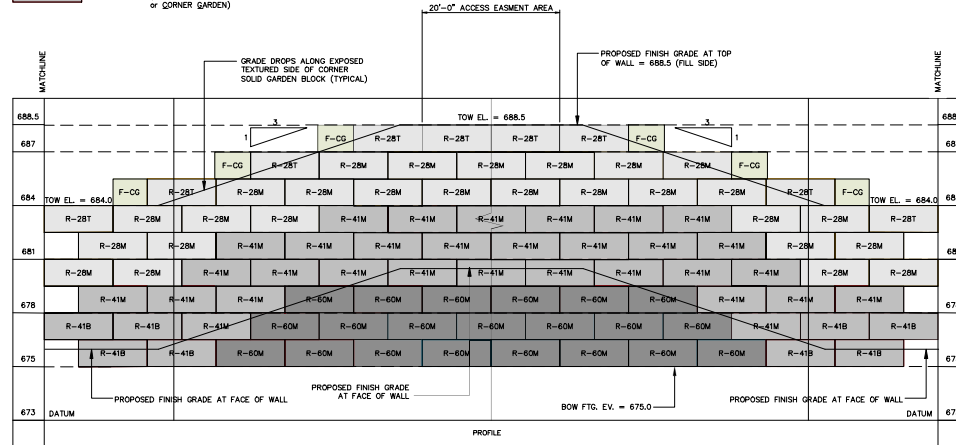 or CORNER GARDEN)
20'-0" ACCESS EASMENT AREA
MATCHLINE
MATCHLINE
GRADE DROPS ALONG EXPOSED
TEXTURED SIDE OF CORNER
SOLID GARDEN BLOCK (TYPICAL)
PROPOSED FINISH GRADE AT TOP
OF WALL = 688.5 (FILL SIDE)
688.5 TOW EL. = 688.5
3 3
1 1
687 F-CG R-28T R-28T R-28T R-28T F-CG
F-CG R-28T R-28M R-28M R-28M R-28M R-28M R-28M F-CG
F-CG R-28T R-28M R-28M R-28M R-28M R-28M R-28M R-28M R-28M R-28T F-CG
684 TOW EL. = 684.0 TOW EL. = 684.0
R-28T R-28M R-28M R-28M R-41M R-41M R-41M R-41M R-41M R-28M R-28M R-28M R-28T
681 R-28M R-28M R-41M R-41M R-41M R-41M R-41M R-41M R-41M R-41M R-28M R-28M
R-28M R-28M R-41M R-41M R-41M R-41M R-41M R-41M R-41M R-41M R-41M R-28M R-28M
678 R-41M R-41M R-41M R-60M R-60M R-60M R-60M R-60M R-60M R-41M R-41M R-41M
R-41B R-41B R-41M R-60M R-60M R-60M R-60M R-60M R-60M R-60M R-41M R-41B R-41B
675 R-41B R-41B R-60M R-60M R-60M R-60M R-60M R-60M R-60M R-60M R-41B R-41B
PROPOSED FINISH GRADE AT FACE OF WALL
PROPOSED FINISH GRADE
AT FACE OF WALL
BOW FTG. EV. = 675.0
PROPOSED FINISH GRADE AT FACE OF WALL
673 DATUM DATUM
PROFILE